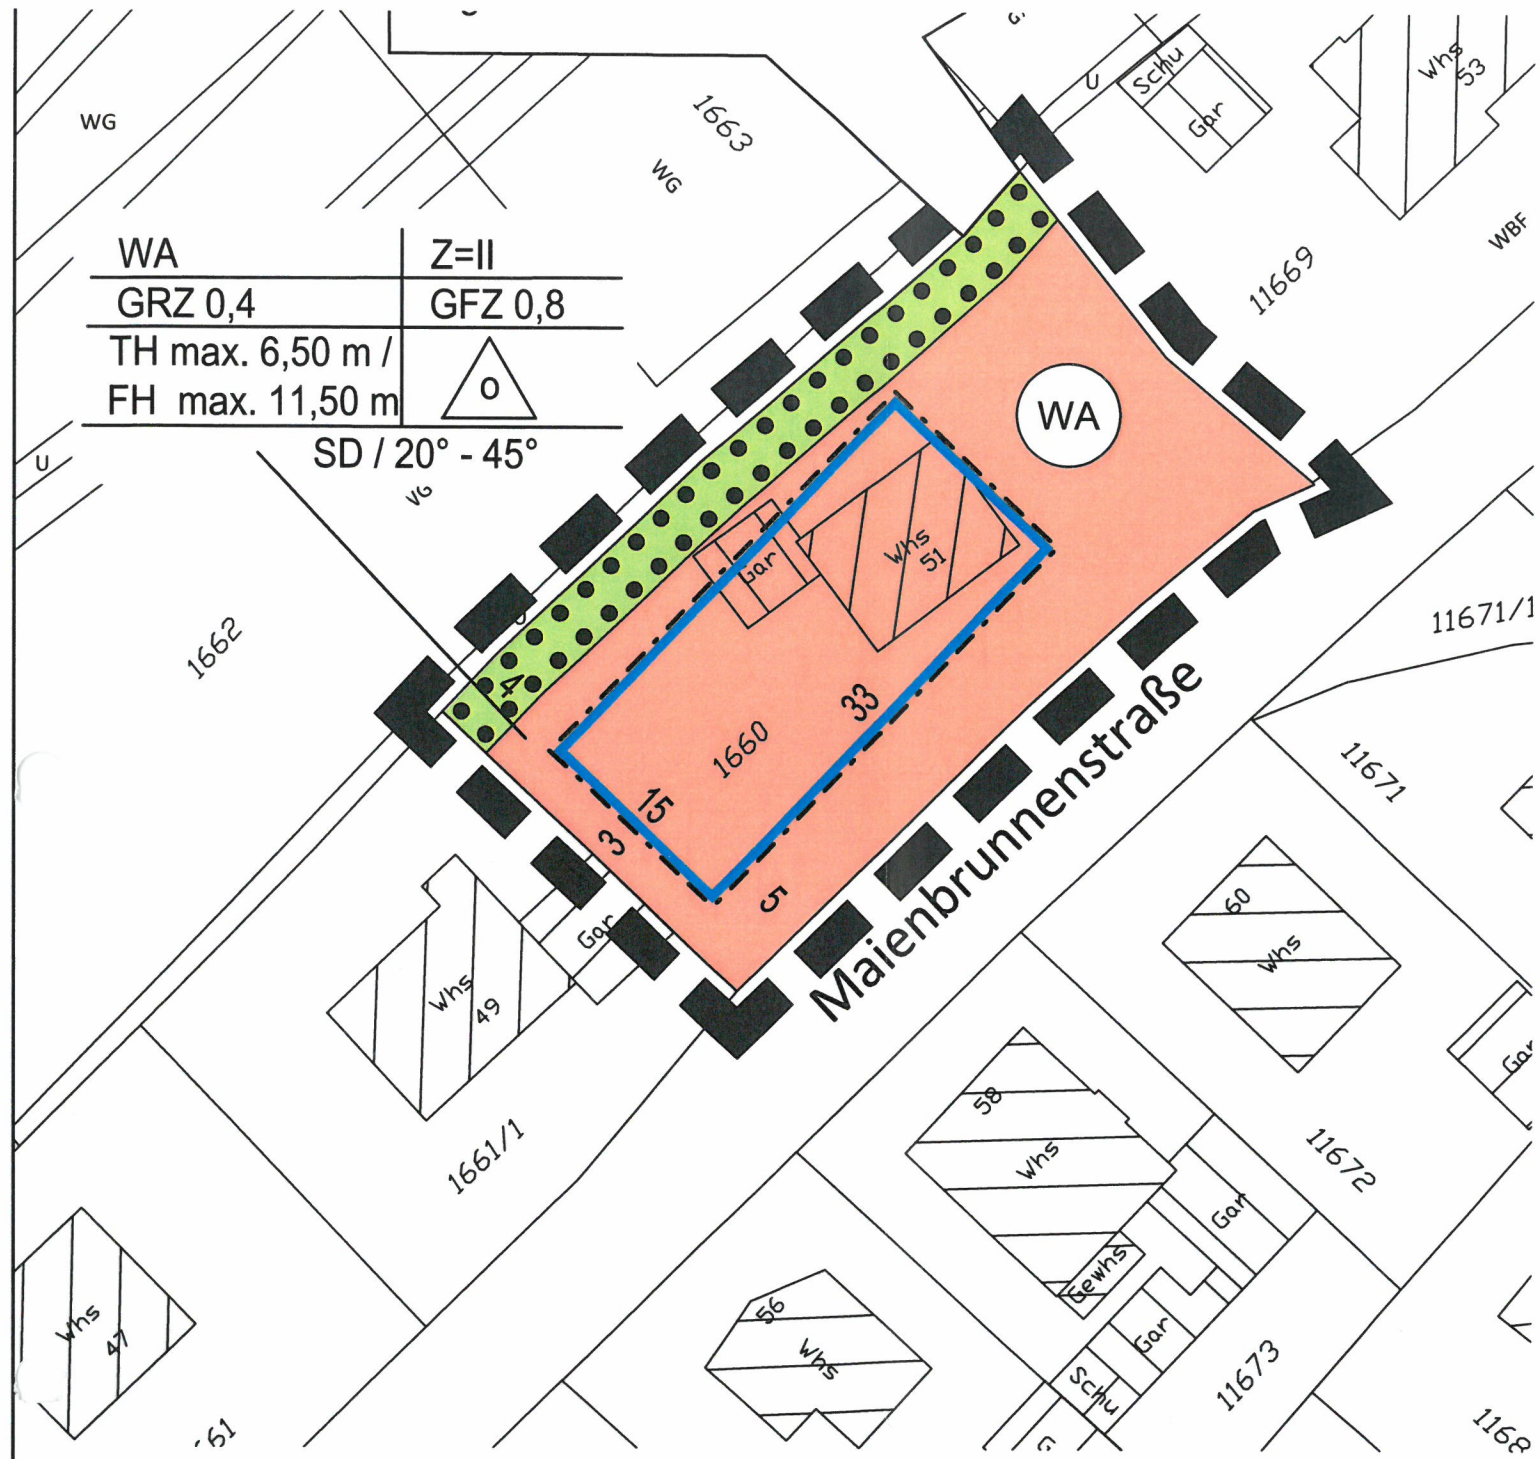 WG
1663
WG
U
Schu
Gar
Whs
53
WBF
11669
WA Z=II
GRZ 0,4 GFZ 0,8
TH max. 6,50 m /
FH max. 11,50 m
o
SD / 20° - 45°
U
WA
Whs
51
Gar
1662
4
11671/1
33
1660
15
3
5
Maienbrunnenstraße
11671
Gar
Whs
49
60
Whs
Gar
58
Whs
1661/1
11672
Gar
Gewhs
Gar
Schu
56
Whs
Whs
47
11673